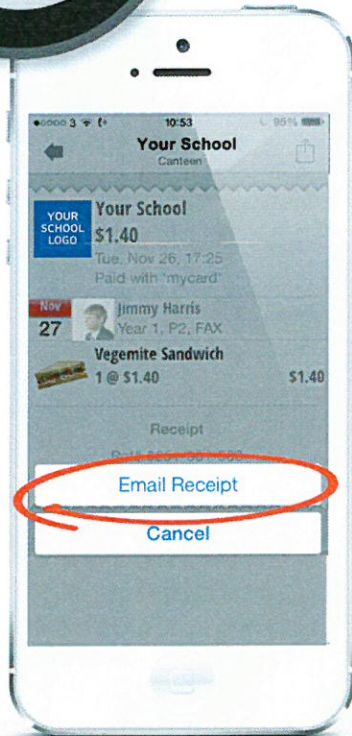 3 10:53 95%
Your School
Canteen
YOUR SCHOOL LOGO
Your School
$1.40
Tue, Nov 26, 17:25
Paid with 'mycard'
Nov
27
Jimmy Harris
Year 1, P2, FAX
Vegemite Sandwich
1 @ $1.40 $1.40
Receipt
Email Receipt
Cancel